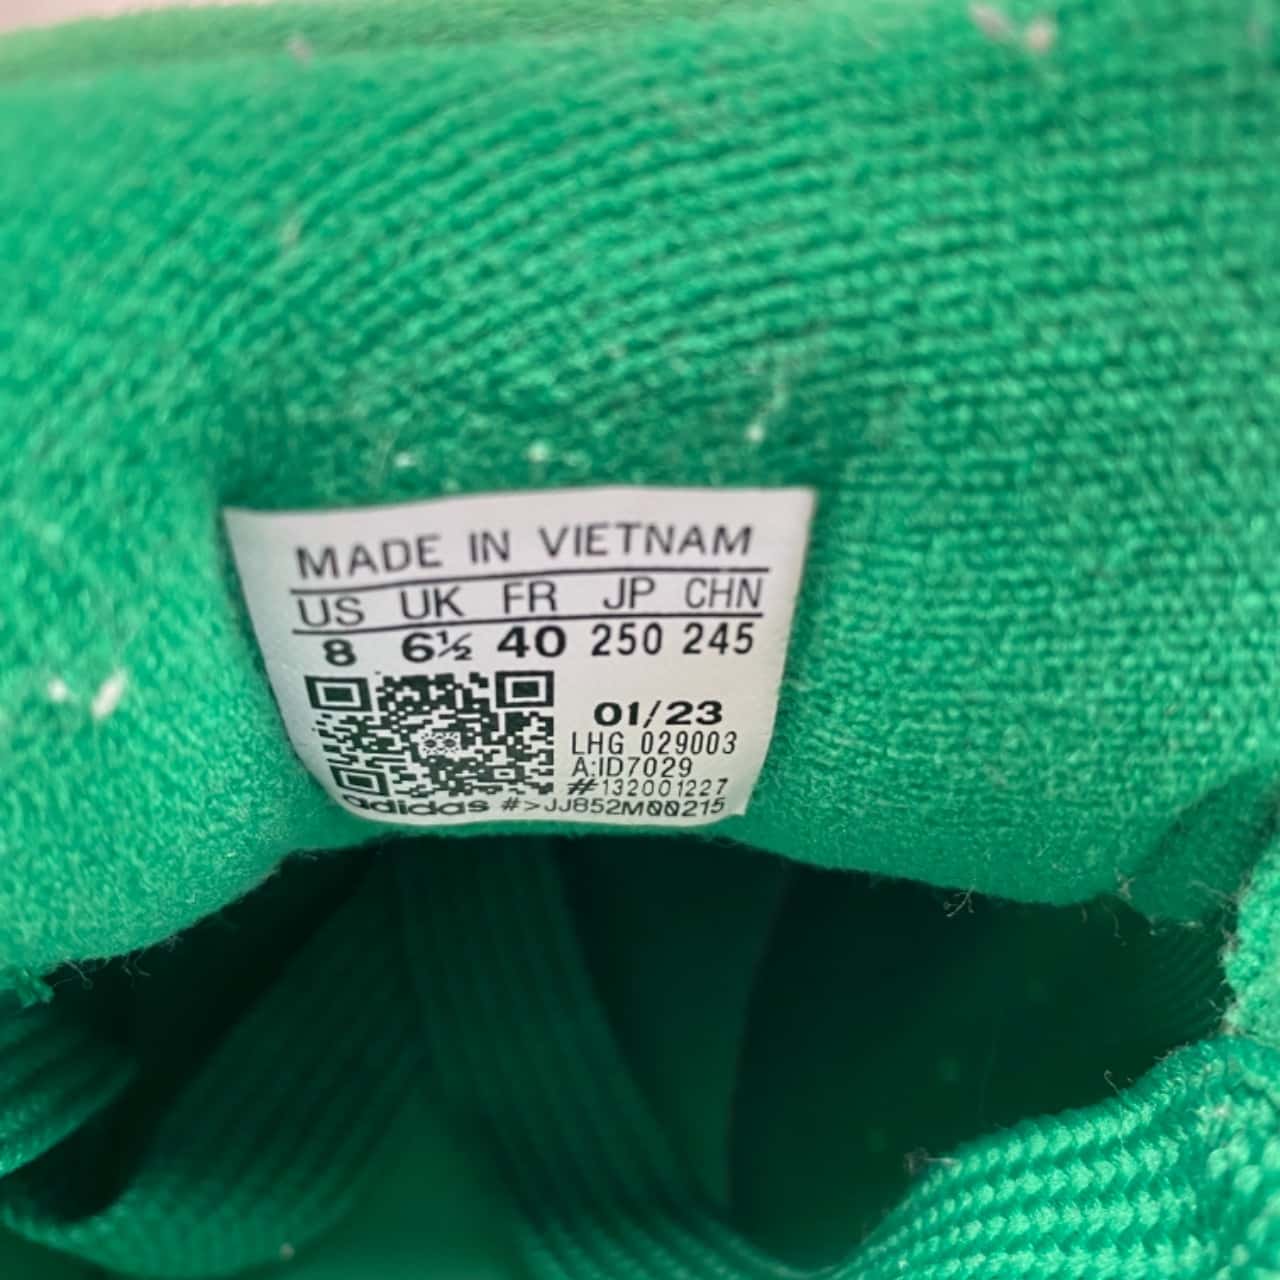 MADE IN VIETNAM
US UK FR JP CHN
8 6½ 40 250 245
01/23
LHG 029003
A:ID7029
#132001227
adidas #>JJ852M00215